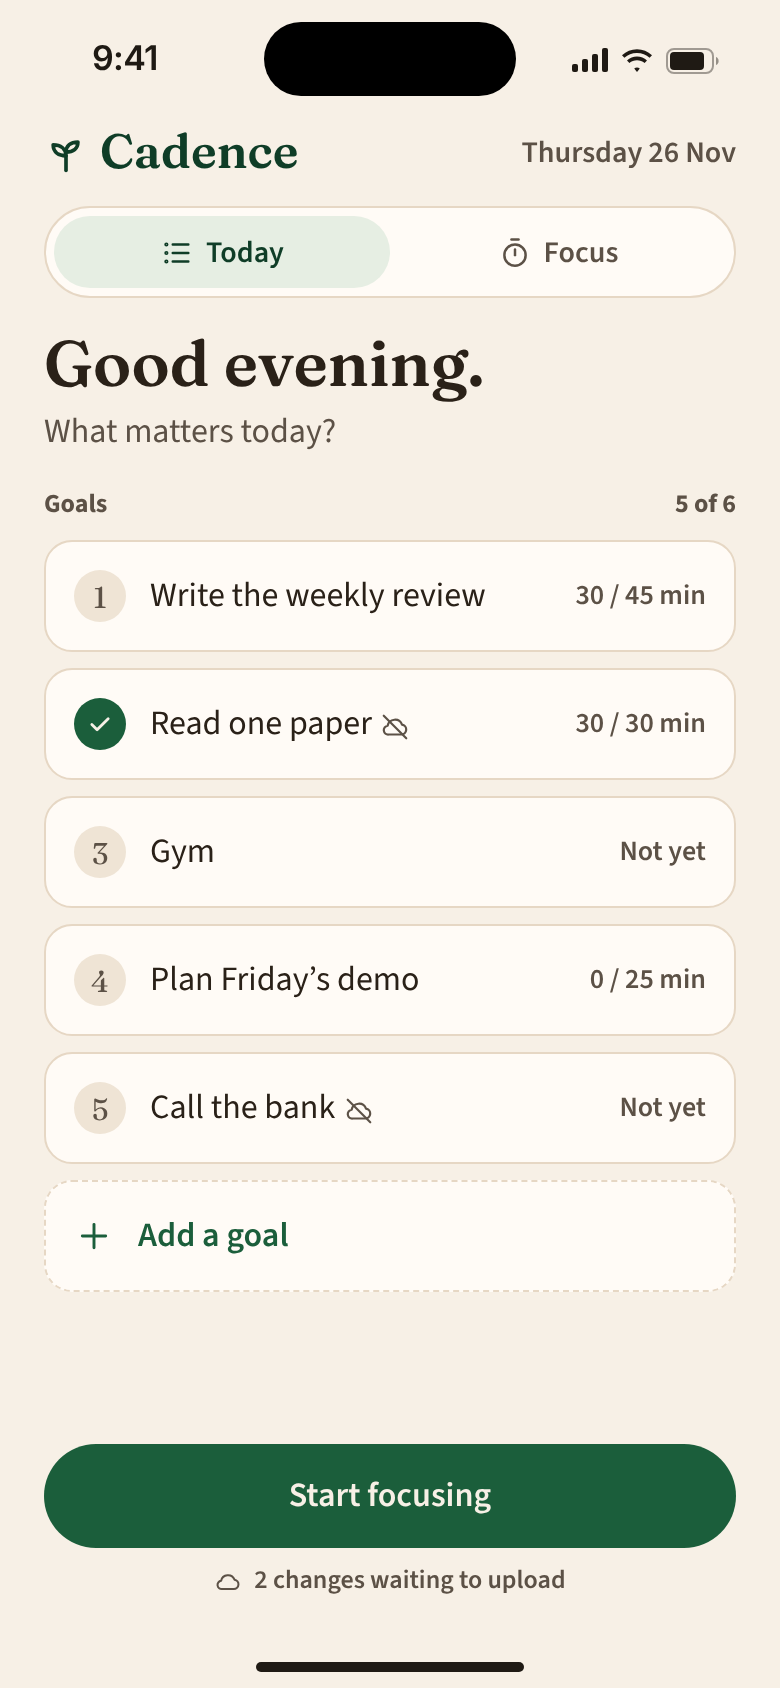 9:41
Cadence
Thursday 26 Nov
Today
Focus
Good evening.
What matters today?
Goals
5 of 6
1 Write the weekly review 30 / 45 min
Read one paper 30 / 30 min
3 Gym Not yet
4 Plan Friday’s demo 0 / 25 min
5 Call the bank Not yet
Add a goal
Start focusing
2 changes waiting to upload